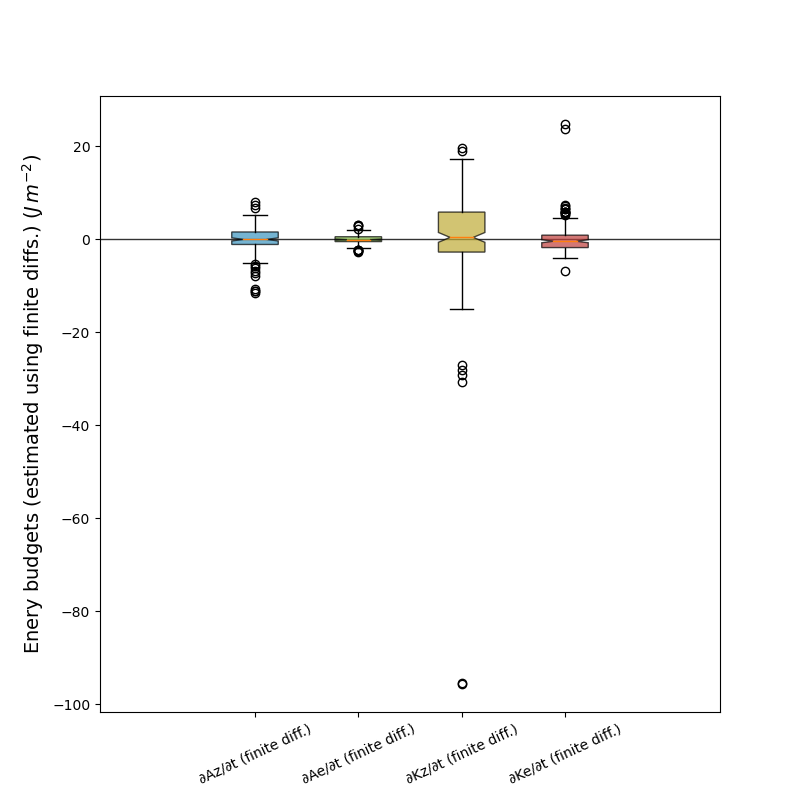 Enery budgets (estimated using finite diffs.) (J m⁻²)
20
0
−20
−40
−60
−80
−100
∂Az/∂t (finite diff.)
∂Ae/∂t (finite diff.)
∂Kz/∂t (finite diff.)
∂Ke/∂t (finite diff.)